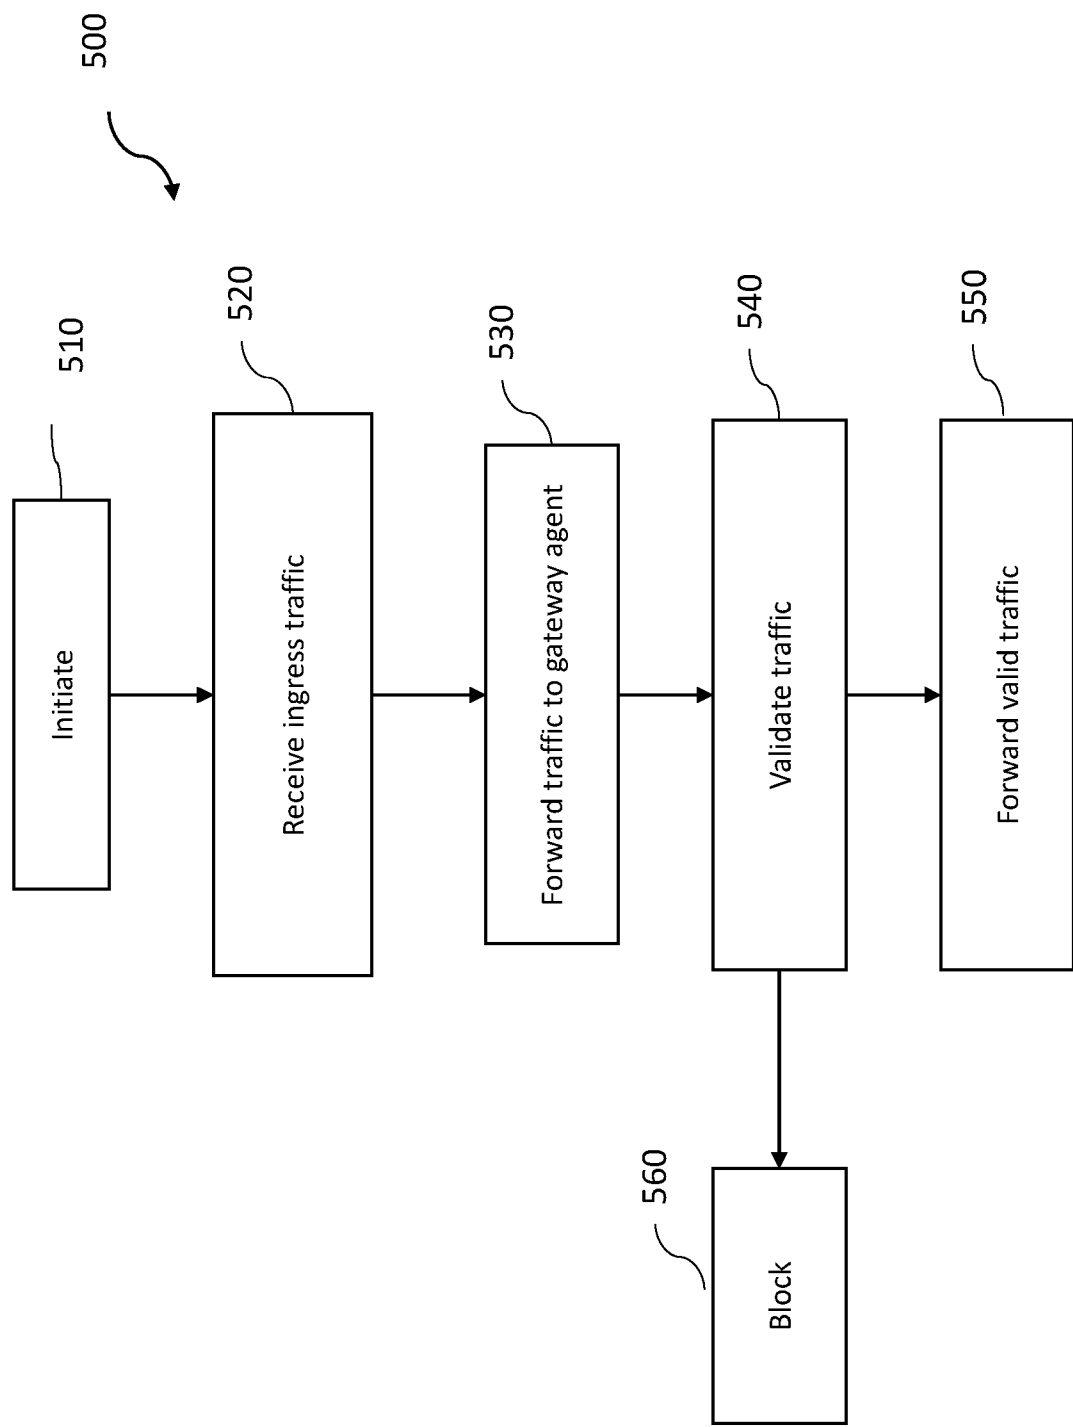 500
510
Initiate
520
Receive ingress traffic
530
Forward traffic to gateway agent
540
Validate traffic
550
Forward valid traffic
560
Block